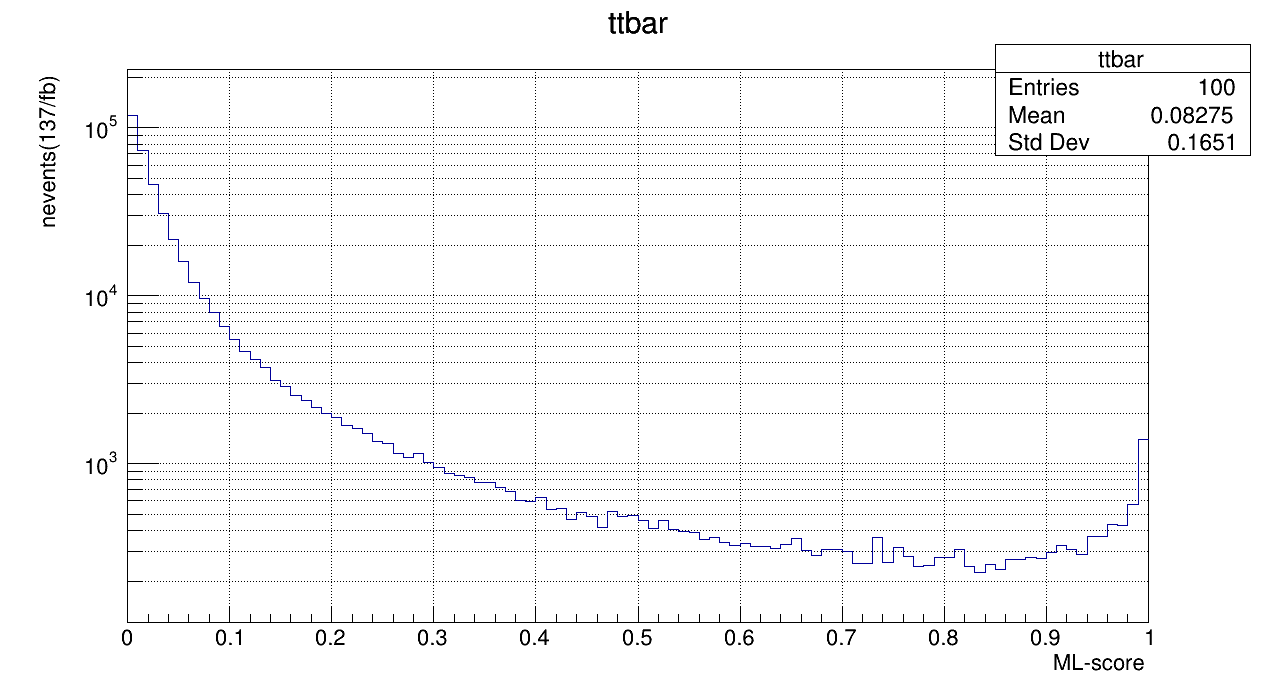 ttbar
ttbar
Entries 100
Mean 0.08275
Std Dev 0.1651
nevents(137/fb)
10^5
10^4
10^3
0 0.1 0.2 0.3 0.4 0.5 0.6 0.7 0.8 0.9 1
ML-score